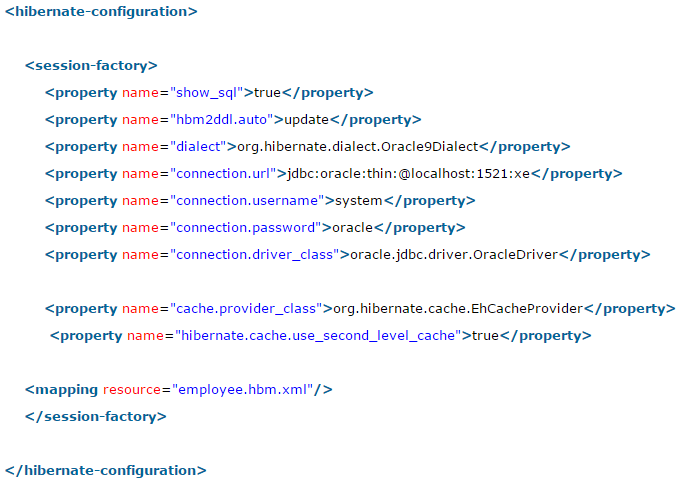 <hibernate-configuration>
<session-factory>
<property name="show_sql">true</property>
<property name="hbm2ddl.auto">update</property>
<property name="dialect">org.hibernate.dialect.Oracle9Dialect</property>
<property name="connection.url">jdbc:oracle:thin:@localhost:1521:xe</property>
<property name="connection.username">system</property>
<property name="connection.password">oracle</property>
<property name="connection.driver_class">oracle.jdbc.driver.OracleDriver</property>
<property name="cache.provider_class">org.hibernate.cache.EhCacheProvider</property>
<property name="hibernate.cache.use_second_level_cache">true</property>
<mapping resource="employee.hbm.xml"/>
</session-factory>
</hibernate-configuration>